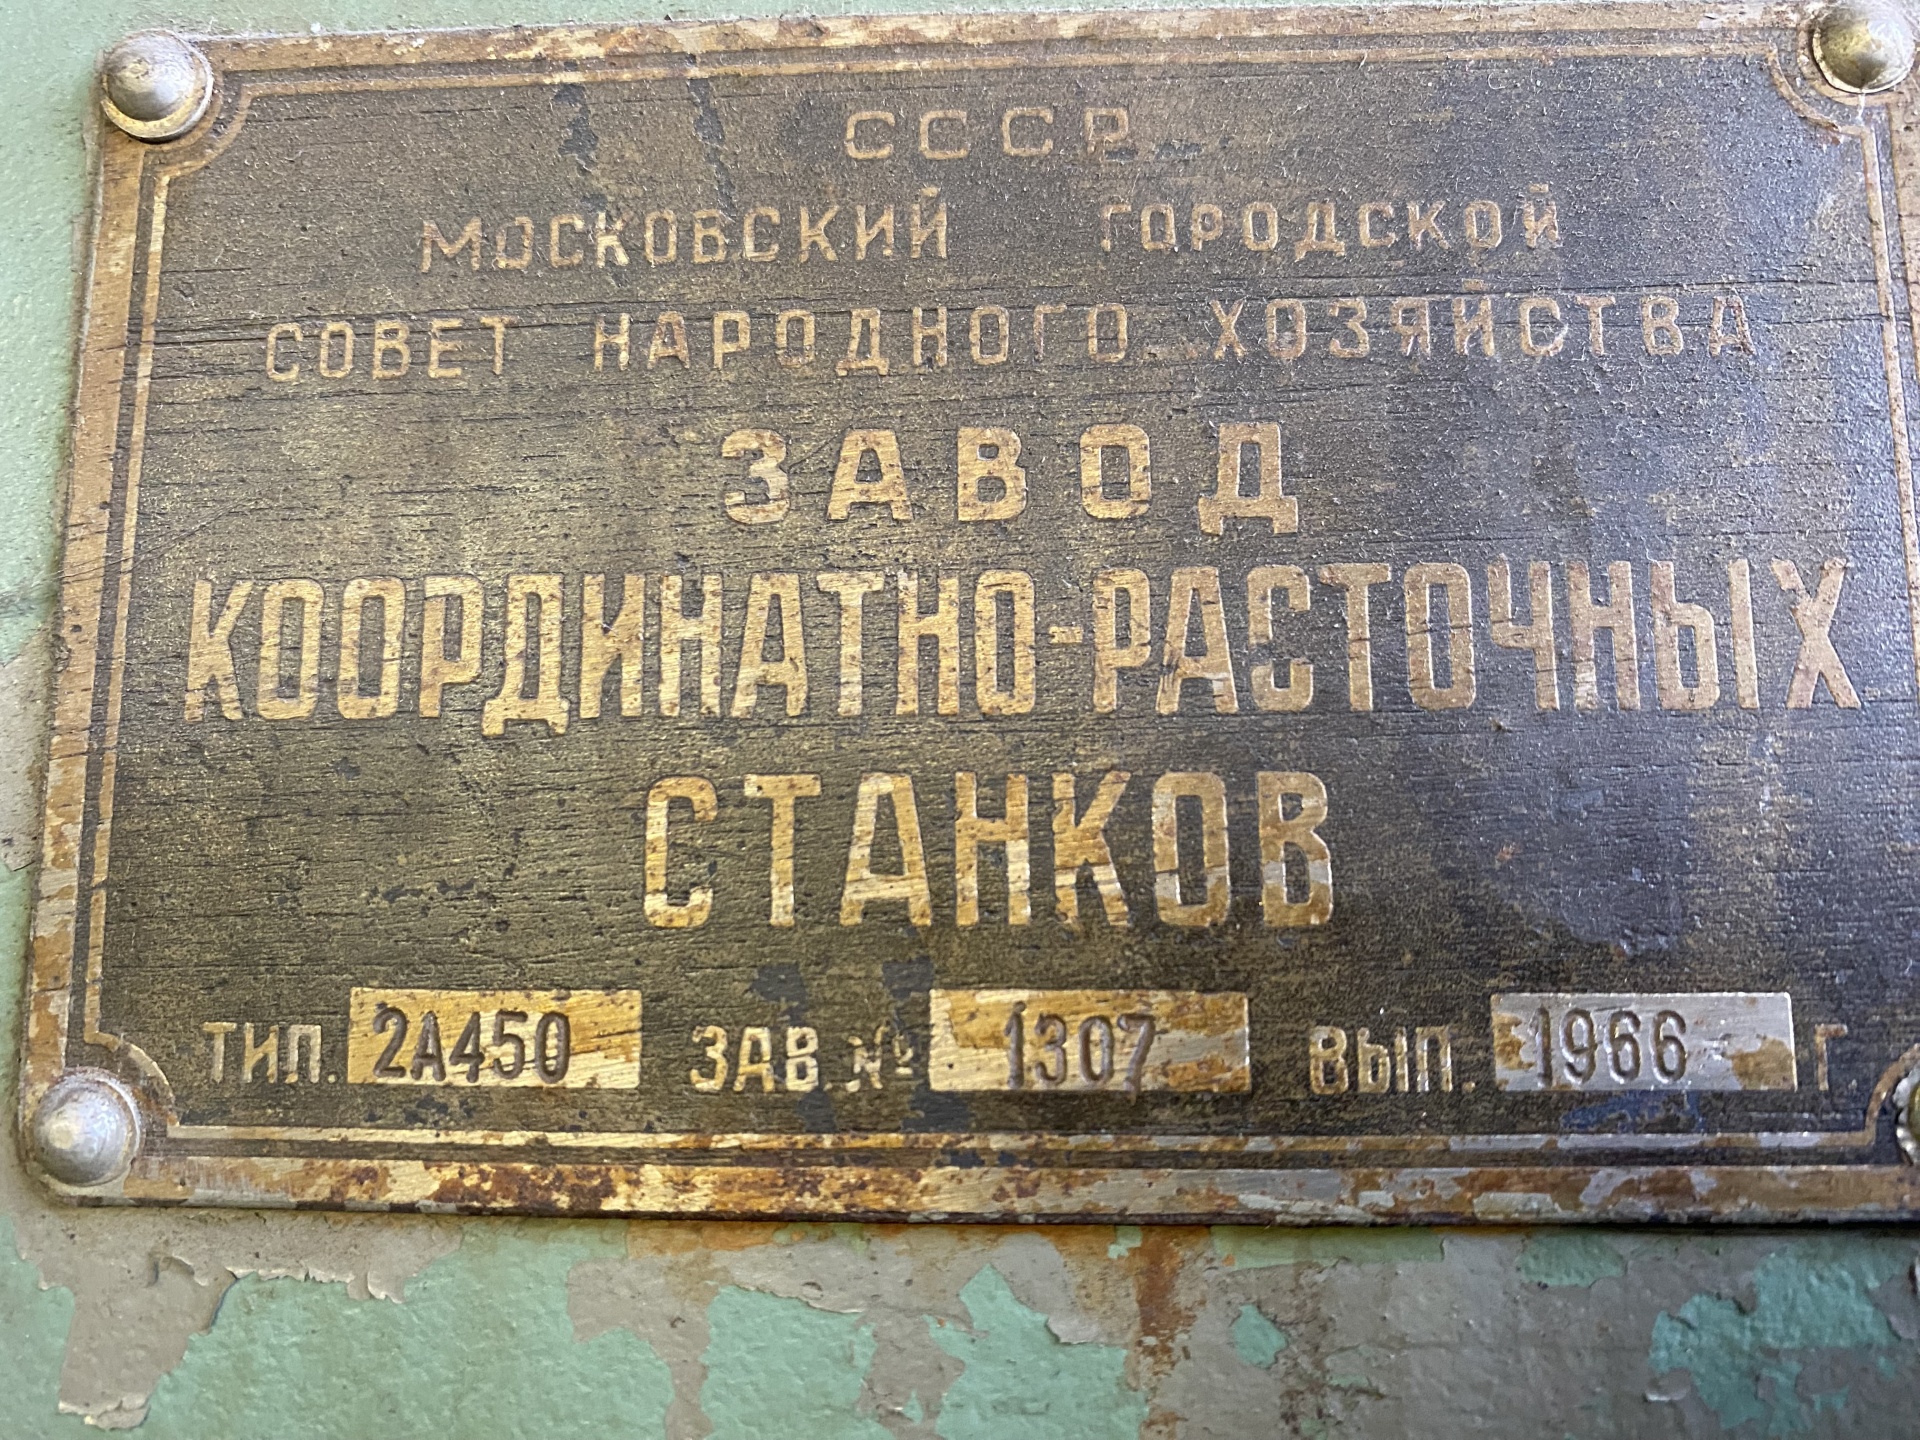 СССР
МОСКОВСКИЙ ГОРОДСКОЙ
СОВЕТ НАРОДНОГО ХОЗЯЙСТВА
ЗАВОД
КООРДИНАТНО-РАСТОЧНЫХ
СТАНКОВ
ТИП. 2А450 ЗАВ. № 1307 ВЫП. 1966 Г.